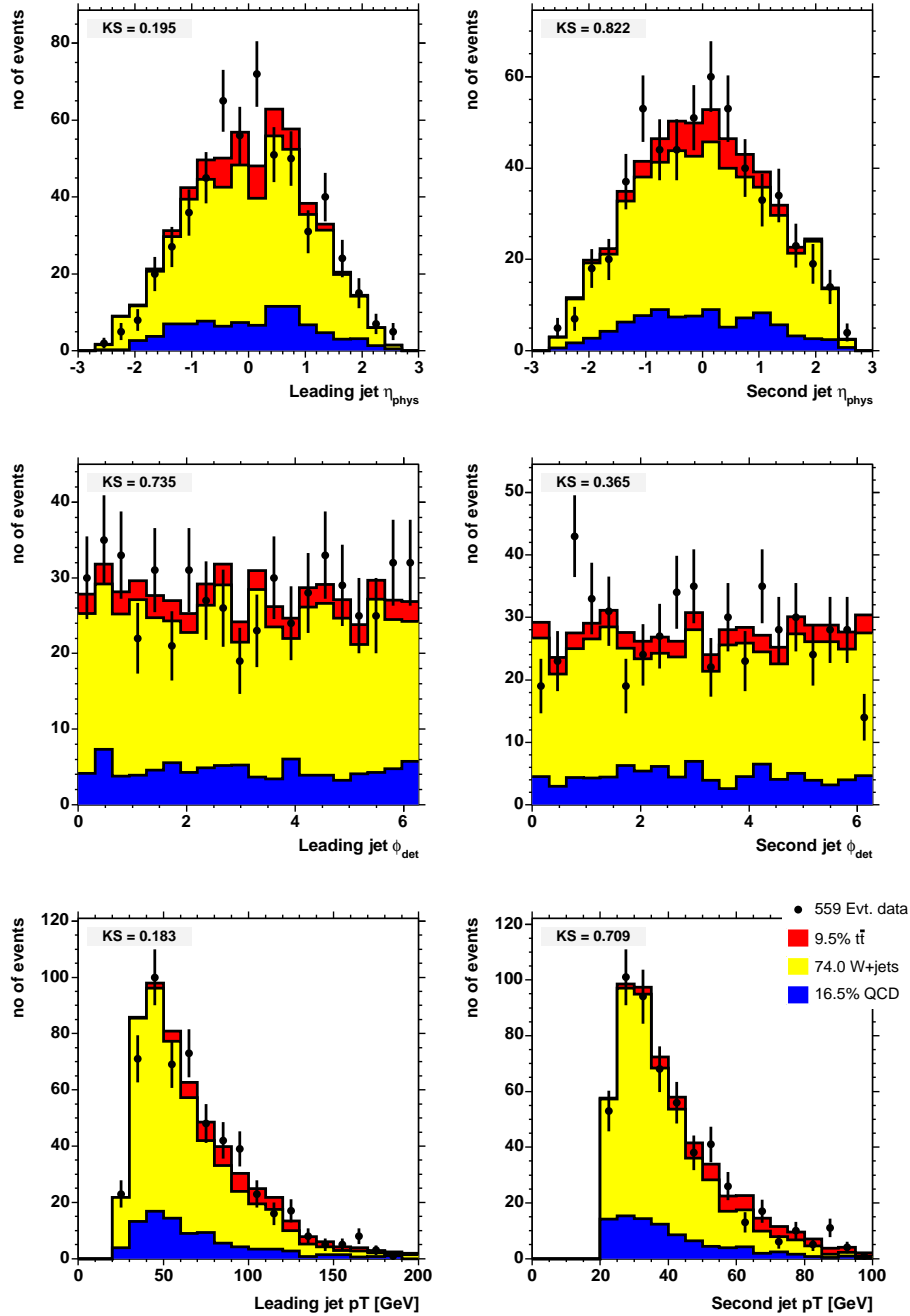 no of events
KS = 0.195
80
60
40
20
0
-3 -2 -1 0 1 2 3
Leading jet η phys
no of events
KS = 0.822
60
40
20
0
-3 -2 -1 0 1 2 3
Second jet η phys
no of events
KS = 0.735
40
30
20
10
0
0 2 4 6
Leading jet ϕ det
no of events
KS = 0.365
50
40
30
20
10
0
0 2 4 6
Second jet ϕ det
no of events
KS = 0.183
120
100
80
60
40
20
0
0 50 100 150 200
Leading jet pT [GeV]
no of events
KS = 0.709
120
100
80
60
40
20
0
0 20 40 60 80 100
Second jet pT [GeV]
559 Evt. data
9.5% tt̄
74.0 W+jets
16.5% QCD